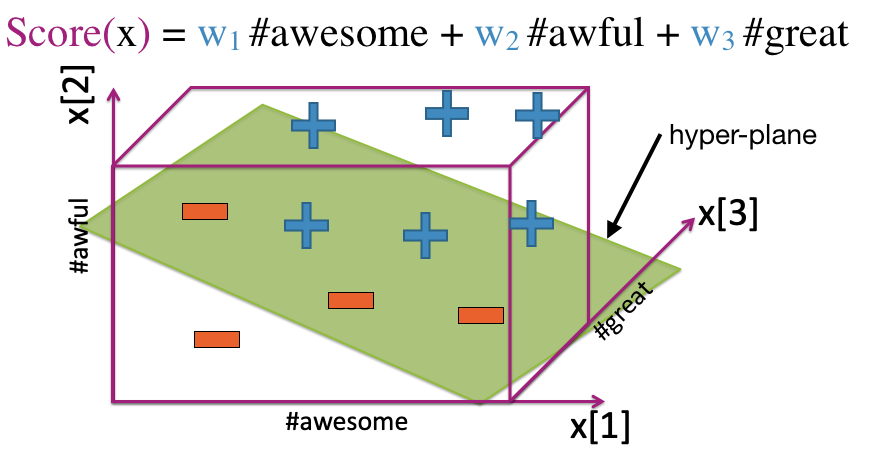 Score(x) = w₁ #awesome + w₂ #awful + w₃ #great
x[2]
hyper-plane
x[3]
#awful
#great
#awesome
x[1]